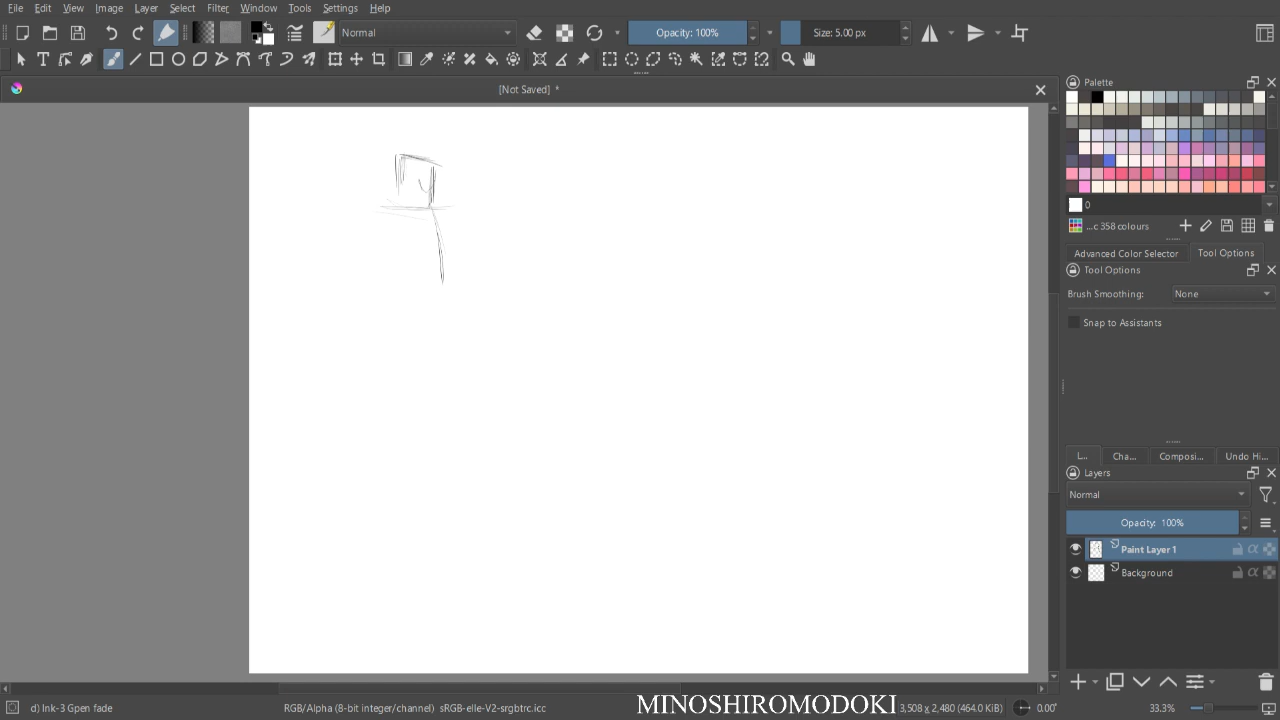 File Edit View Image Layer Select Filter Tools Settings Window Help
Normal Opacity: 100% Size: 5.00 px
[Not Saved] *
Palette
0
...c 358 colours
Advanced Color Selector Tool Options
Tool Options
Brush Smoothing: None
Snap to Assistants
L... Cha... Composi... Undo Hi...
Layers
Normal
Opacity: 100%
Paint Layer 1
Background
d) Ink-3 Gpen fade RGB/Alpha (8-bit integer/channel) sRGB-elle-V2-srgbtrc.icc MINOSHIROMODOKI 3,508 x 2,480 (464.0 KiB) 0.00° 33.3%